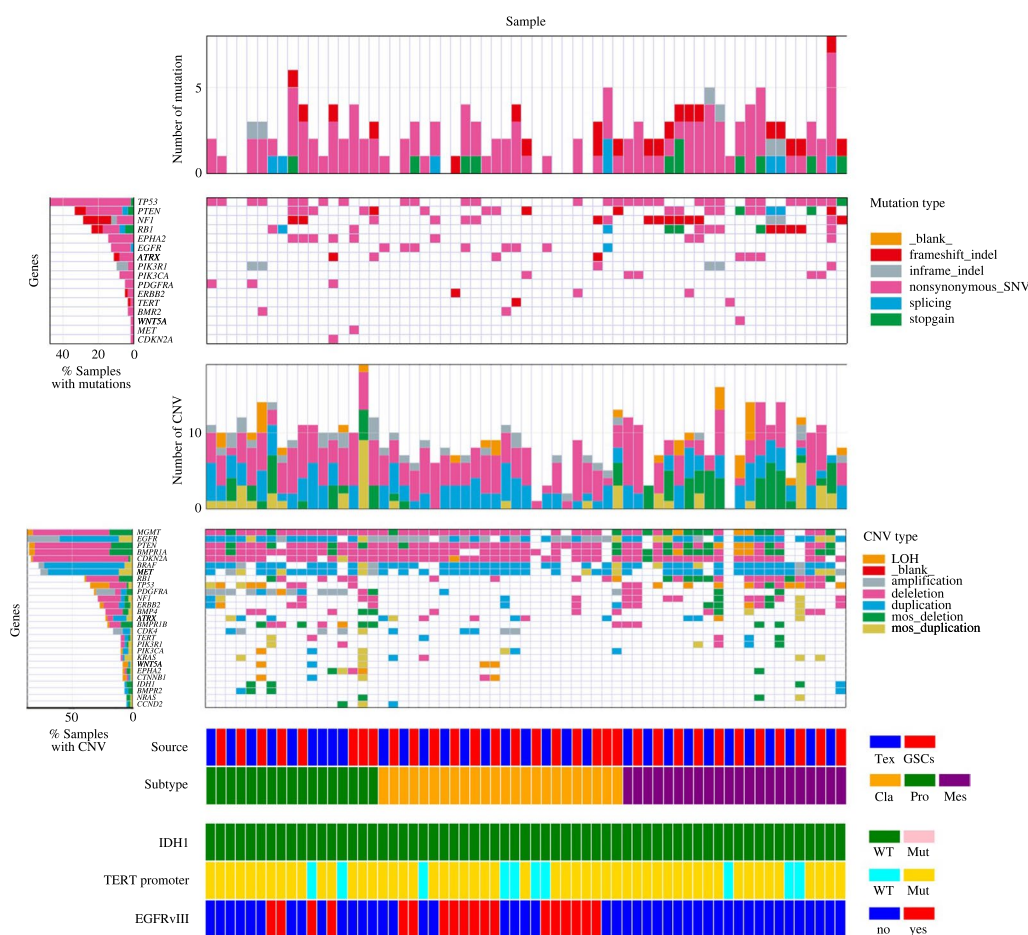 Sample
Number of mutation
5
0
Genes
TP53
PTEN
NF1
RB1
EPHA2
EGFR
ATRX
PIK3R1
PIK3CA
PDGFRA
ERBB2
TERT
BMR2
WNT5A
MET
CDKN2A
40 20 0
% Samples
with mutations
Mutation type
_blank_
frameshift_indel
inframe_indel
nonsynonymous_SNV
splicing
stopgain
Number of CNV
10
0
Genes
MGMT
EGFR
PTEN
BMPR1A
CDKN2A
BRAF
MET
RB1
TP53
PDGFRA
NF1
ERBB2
BMP4
ATRX
BMPR1B
CDK4
TERT
PIK3R1
PIK3CA
KRAS
WNT5A
EPHA2
CTNNB1
IDH1
BMPR2
NRAS
CCND2
50 0
% Samples
with CNV
CNV type
LOH
_blank_
amplification
deleletion
duplication
mos_deletion
mos_duplication
Source
Tex GSCs
Subtype
Cla Pro Mes
IDH1
WT Mut
TERT promoter
WT Mut
EGFRvIII
no yes